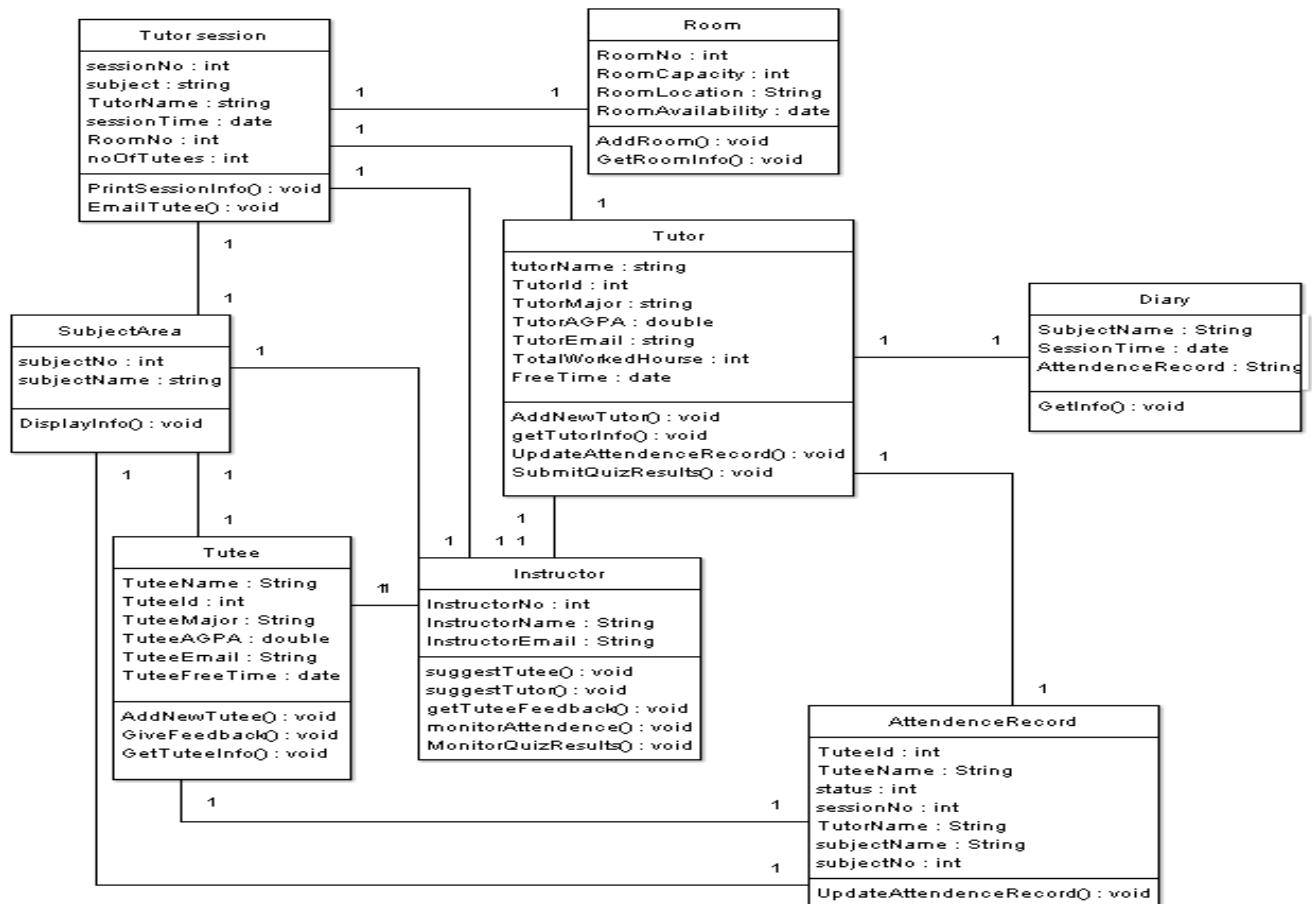 Tutor session
sessionNo : int
subject : string
TutorName : string
sessionTime : date
RoomNo : int
noOfTutees : int
PrintSessionInfo() : void
EmailTutee() : void
Room
RoomNo : int
RoomCapacity : int
RoomLocation : String
RoomAvailability : date
AddRoom() : void
GetRoomInfo() : void
1
1
1
1
1
Tutor
tutorName : string
TutorId : int
TutorMajor : string
TutorAGPA : double
TutorEmail : string
TotalWorkedHourse : int
FreeTime : date
AddNewTutor() : void
getTutorInfo() : void
UpdateAttendenceRecord() : void
SubmitQuizResults() : void
1
1
Diary
SubjectName : String
SessionTime : date
AttendenceRecord : String
GetInfo() : void
1
1
SubjectArea
subjectNo : int
subjectName : string
DisplayInfo() : void
1
1
1
1
1
1
1
1 1
1
Tutee
TuteeName : String
TuteeId : int
TuteeMajor : String
TuteeAGPA : double
TuteeEmail : String
TuteeFreeTime : date
AddNewTutee() : void
GiveFeedback() : void
GetTuteeInfo() : void
11
Instructor
InstructorNo : int
InstructorName : String
InstructorEmail : String
suggestTutee() : void
suggestTutor() : void
getTuteeFeedback() : void
monitorAttendence() : void
MonitorQuizResults() : void
1
AttendenceRecord
TuteeId : int
TuteeName : String
status : int
sessionNo : int
TutorName : String
subjectName : String
subjectNo : int
UpdateAttendenceRecord() : void
1
1
1